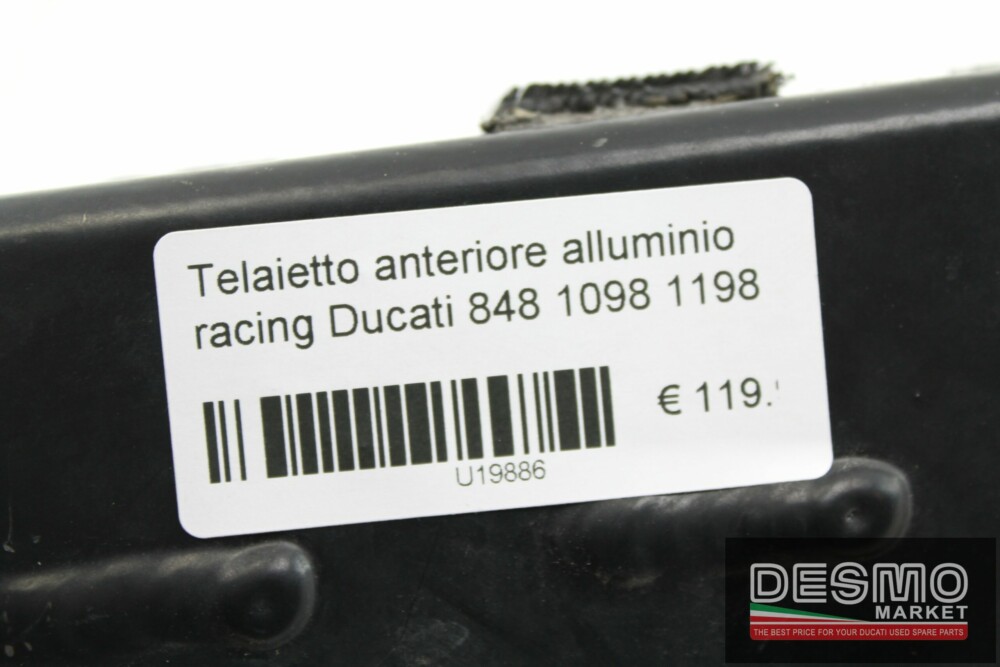 Telaietto anteriore alluminio
racing Ducati 848 1098 1198
€ 119.
U19886
DESMO
MARKET
THE BEST PRICE FOR YOUR DUCATI USED SPARE PARTS